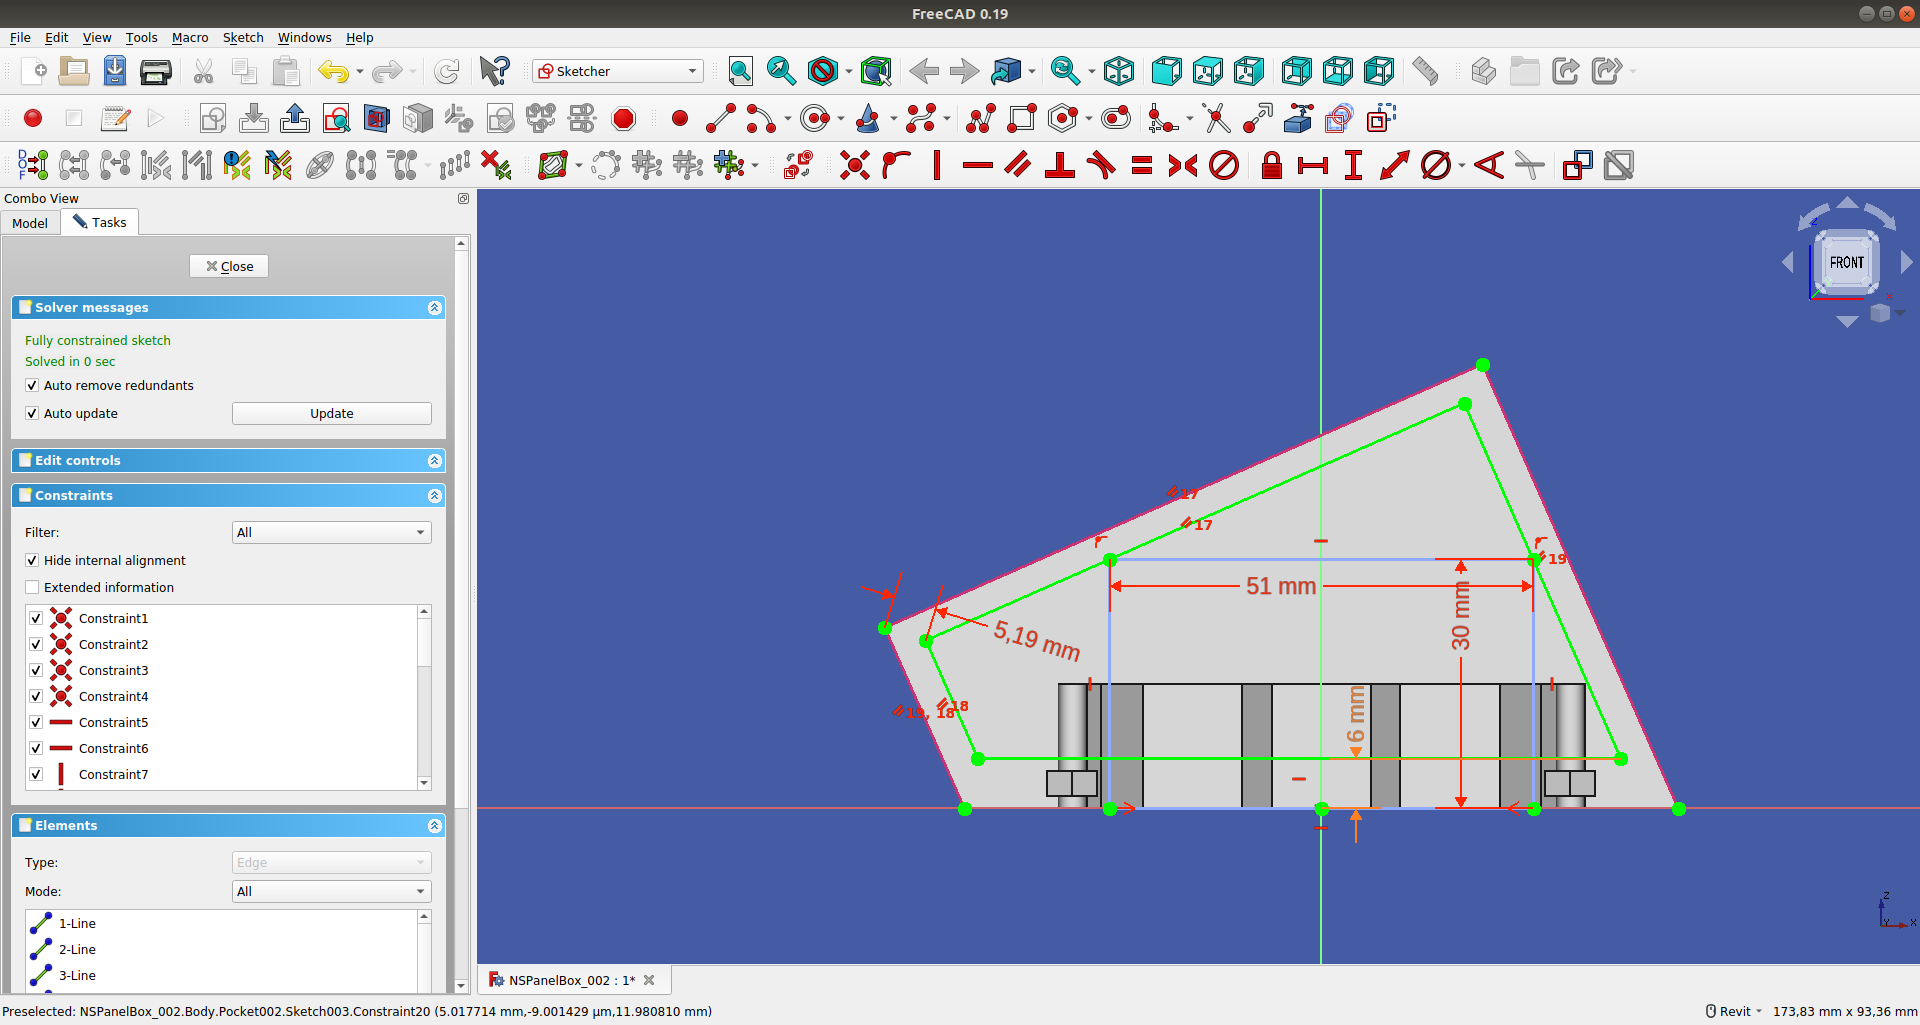 FreeCAD 0.19
File Edit View Tools Macro Sketch Windows Help
Sketcher
DOF
Combo View
Model Tasks
Close
Solver messages
Fully constrained sketch
Solved in 0 sec
Auto remove redundants
Auto update Update
Edit controls
Constraints
Filter: All
Hide internal alignment
Extended information
Constraint1
Constraint2
Constraint3
Constraint4
Constraint5
Constraint6
Constraint7
Elements
Type: Edge
Mode: All
1-Line
2-Line
3-Line
Z
FRONT
17
17
19
51 mm
30 mm
5,19 mm
18
19, 18
6 mm
Z
Y X
NSPanelBox_002 : 1*
Preselected: NSPanelBox_002.Body.Pocket002.Sketch003.Constraint20 (5.017714 mm,-9.001429 µm,11.980810 mm)
Revit 173,83 mm x 93,36 mm